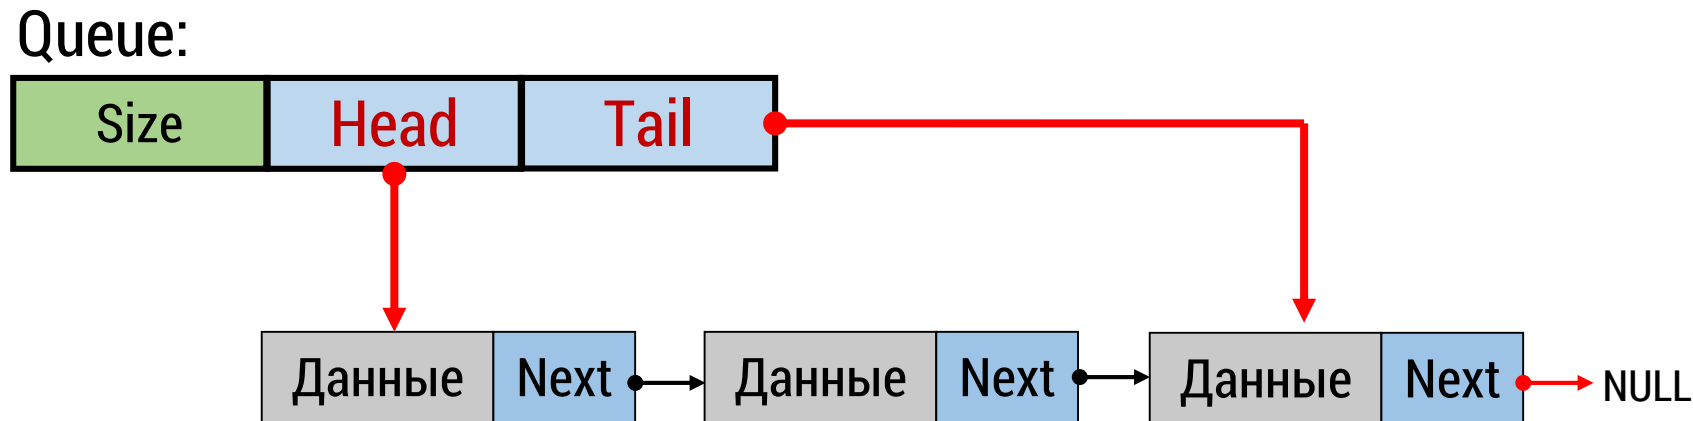 Queue:
Size Head Tail
Данные Next Данные Next Данные Next NULL